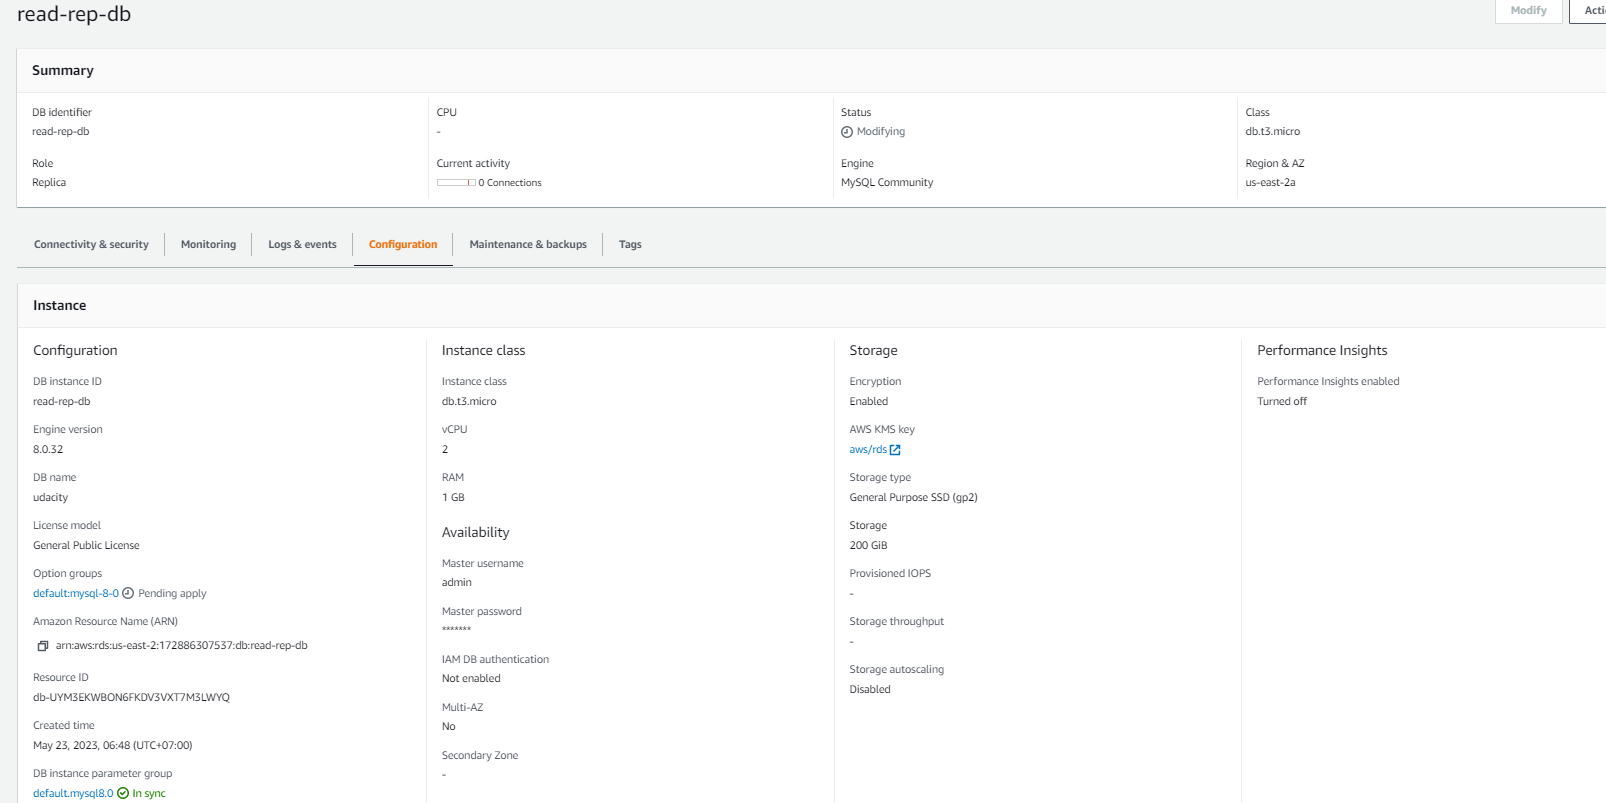 read-rep-db
Modify
Summary
DB identifier
read-rep-db
CPU
-
Status
Modifying
Class
db.t3.micro
Role
Replica
Current activity
0 Connections
Engine
MySQL Community
Region & AZ
us-east-2a
Connectivity & security
Monitoring
Logs & events
Configuration
Maintenance & backups
Tags
Instance
Configuration
DB instance ID
read-rep-db
Engine version
8.0.32
DB name
udacity
License model
General Public License
Option groups
default:mysql-8-0 Pending apply
Amazon Resource Name (ARN)
arn:aws:rds:us-east-2:172886307537:db:read-rep-db
Resource ID
db-UYM3EKWBON6FKDV3VXT7M3LWYQ
Created time
May 23, 2023, 06:48 (UTC+07:00)
DB instance parameter group
default.mysql8.0 In sync
Instance class
Instance class
db.t3.micro
vCPU
2
RAM
1 GB
Availability
Master username
admin
Master password
*******
IAM DB authentication
Not enabled
Multi-AZ
No
Secondary Zone
-
Storage
Encryption
Enabled
AWS KMS key
aws/rds
Storage type
General Purpose SSD (gp2)
Storage
200 GiB
Provisioned IOPS
-
Storage throughput
-
Storage autoscaling
Disabled
Performance Insights
Performance Insights enabled
Turned off